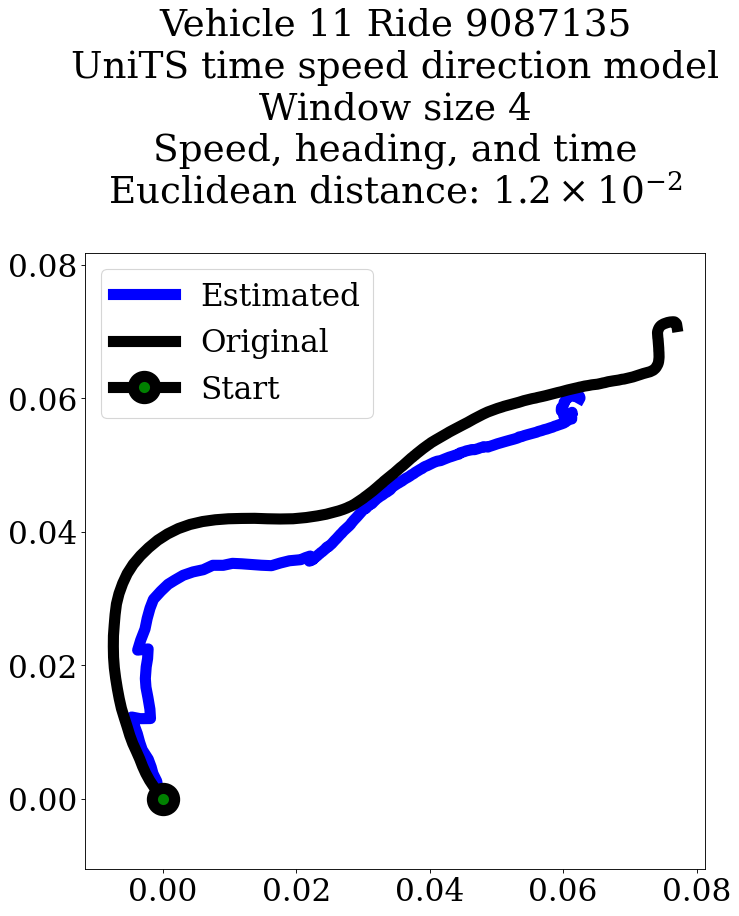 Vehicle 11 Ride 9087135
UniTS time speed direction model
Window size 4
Speed, heading, and time
Euclidean distance: 1.2 × 10⁻²
Estimated
Original
Start
0.08
0.06
0.04
0.02
0.00
0.00 0.02 0.04 0.06 0.08